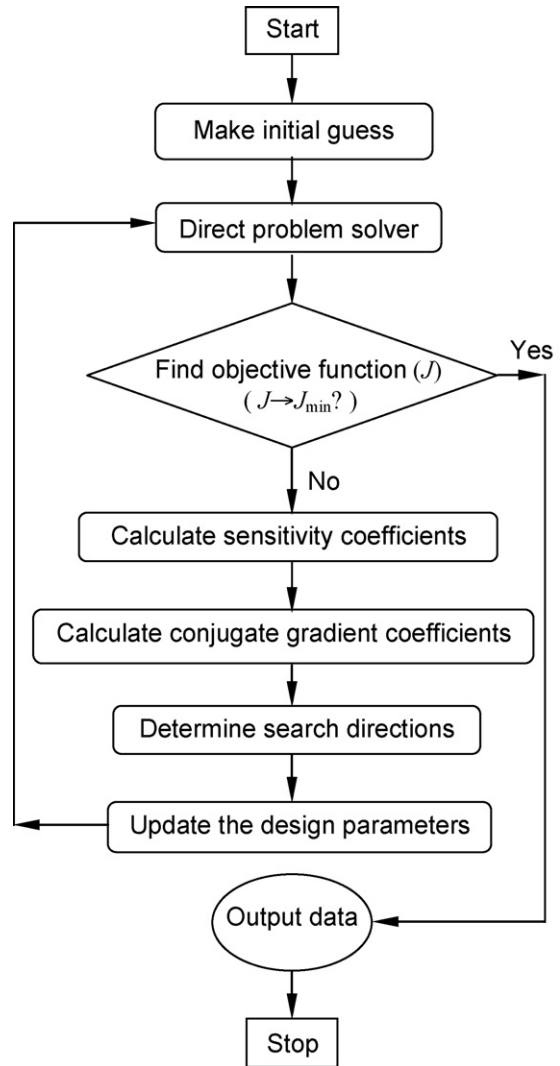 Start
Make initial guess
Direct problem solver
Find objective function (J)
( J→Jmin? )
Yes
No
Calculate sensitivity coefficients
Calculate conjugate gradient coefficients
Determine search directions
Update the design parameters
Output data
Stop